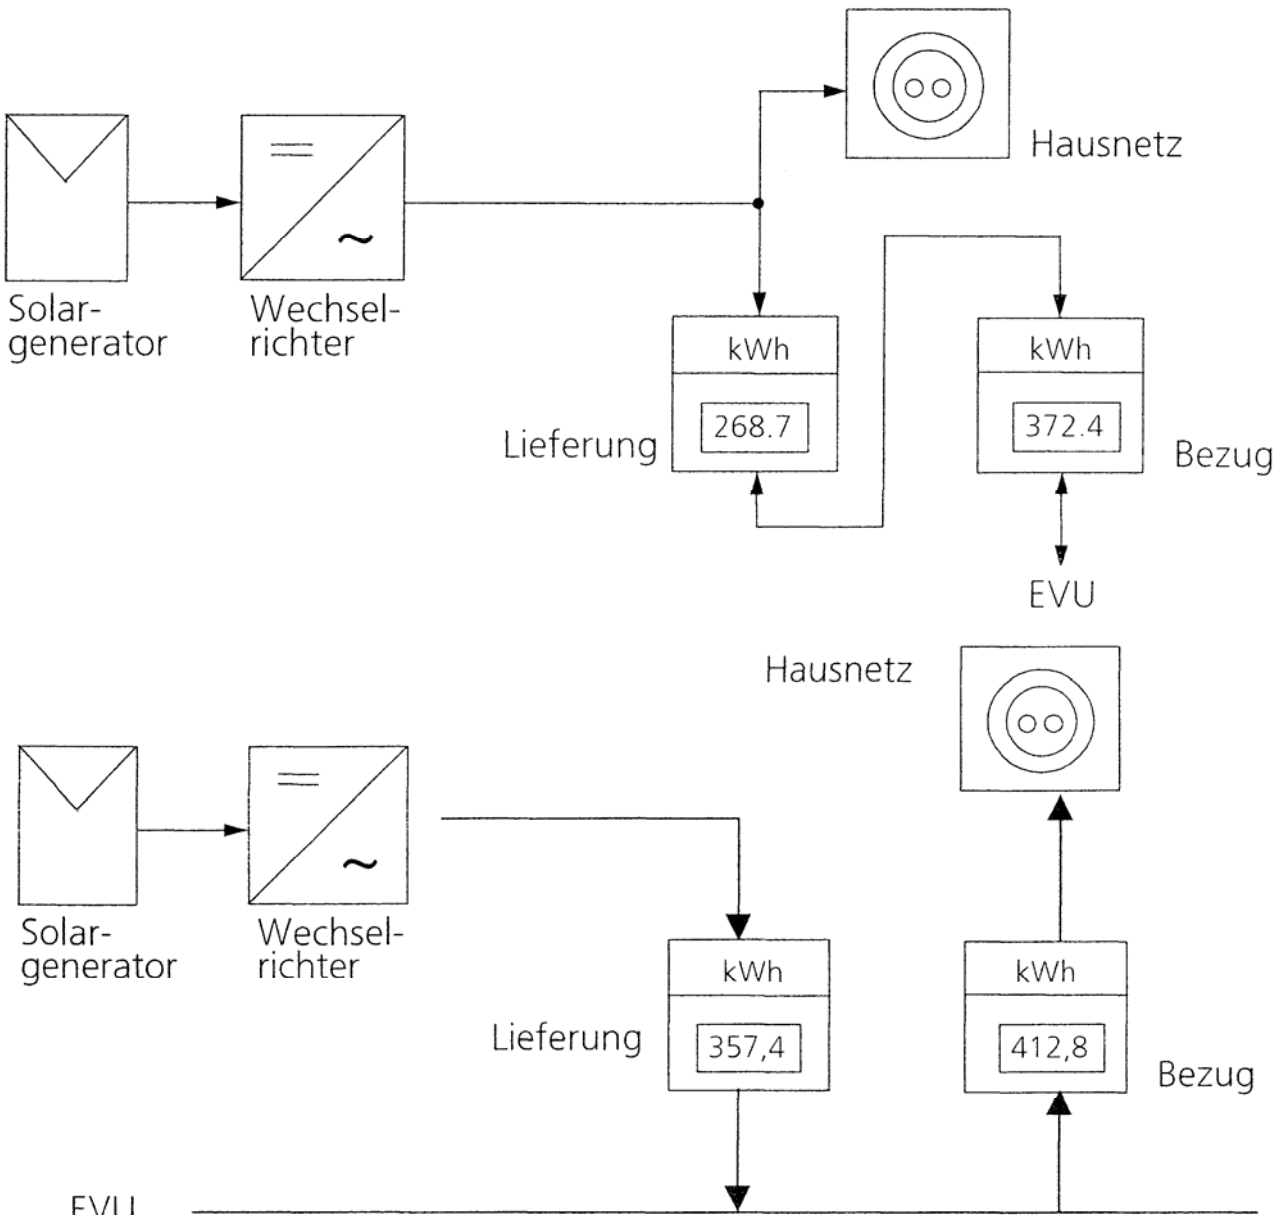 Hausnetz
Solar-
generator
Wechsel-
richter
kWh
kWh
268.7
372.4
Lieferung
Bezug
EVU
Hausnetz
Solar-
generator
Wechsel-
richter
kWh
kWh
357,4
412,8
Lieferung
Bezug
EVU